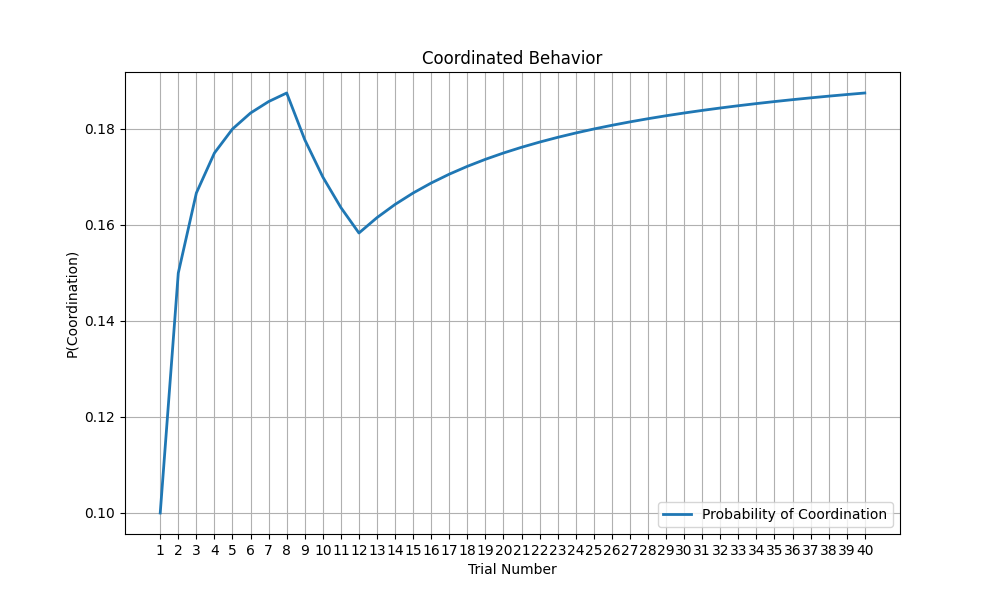 Coordinated Behavior
P(Coordination)
0.18
0.16
0.14
0.12
0.10
Probability of Coordination
1 2 3 4 5 6 7 8 9 10 11 12 13 14 15 16 17 18 19 20 21 22 23 24 25 26 27 28 29 30 31 32 33 34 35 36 37 38 39 40
Trial Number